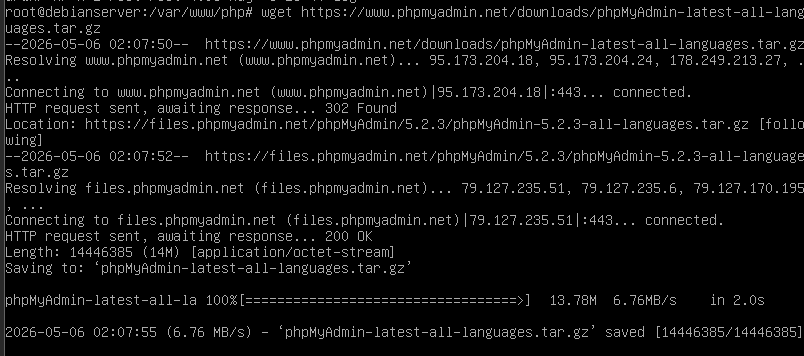 root@debianserver:/var/www/php# wget https://www.phpmyadmin.net/downloads/phpMyAdmin-latest-all-lang
uages.tar.gz
--2026-05-06 02:07:50--  https://www.phpmyadmin.net/downloads/phpMyAdmin-latest-all-languages.tar.gz
Resolving www.phpmyadmin.net (www.phpmyadmin.net)... 95.173.204.18, 95.173.204.24, 178.249.213.27, .
..
Connecting to www.phpmyadmin.net (www.phpmyadmin.net)|95.173.204.18|:443... connected.
HTTP request sent, awaiting response... 302 Found
Location: https://files.phpmyadmin.net/phpMyAdmin/5.2.3/phpMyAdmin-5.2.3-all-languages.tar.gz [follo
wing]
--2026-05-06 02:07:52--  https://files.phpmyadmin.net/phpMyAdmin/5.2.3/phpMyAdmin-5.2.3-all-language
s.tar.gz
Resolving files.phpmyadmin.net (files.phpmyadmin.net)... 79.127.235.51, 79.127.235.6, 79.127.170.195
, ...
Connecting to files.phpmyadmin.net (files.phpmyadmin.net)|79.127.235.51|:443... connected.
HTTP request sent, awaiting response... 200 OK
Length: 14446385 (14M) [application/octet-stream]
Saving to: ‘phpMyAdmin-latest-all-languages.tar.gz’
phpMyAdmin-latest-all-la 100%[==================================>]  13.78M  6.76MB/s    in 2.0s
2026-05-06 02:07:55 (6.76 MB/s) - ‘phpMyAdmin-latest-all-languages.tar.gz’ saved [14446385/14446385]